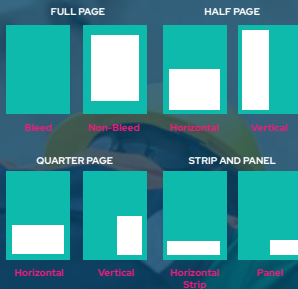 FULL PAGE
HALF PAGE
Bleed
Non-Bleed
Horizontal
Vertical
QUARTER PAGE
STRIP AND PANEL
Horizontal
Vertical
Horizontal
Strip
Panel